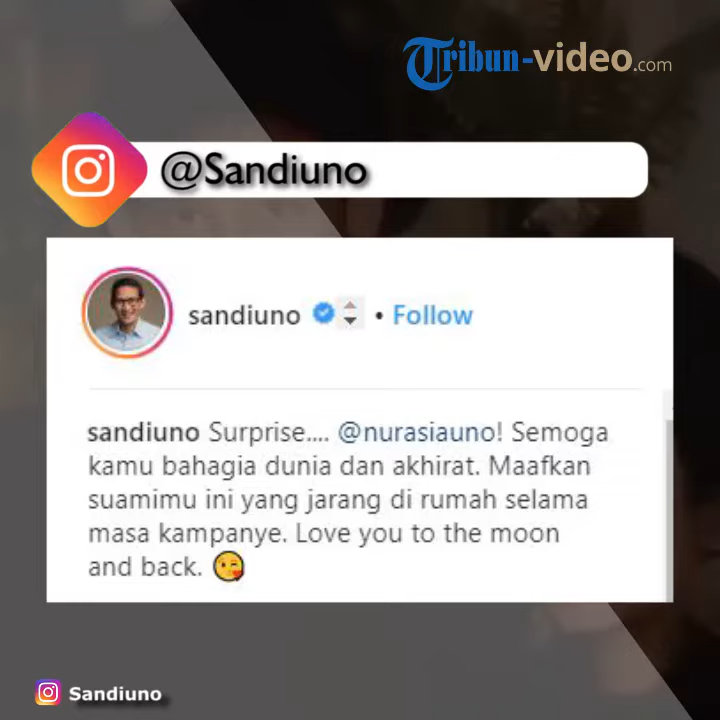 Tribun-video.com
@Sandiuno
sandiuno • Follow
sandiuno Surprise.... @nurasiauno! Semoga
kamu bahagia dunia dan akhirat. Maafkan
suamimu ini yang jarang di rumah selama
masa kampanye. Love you to the moon
and back. 😘
Sandiuno